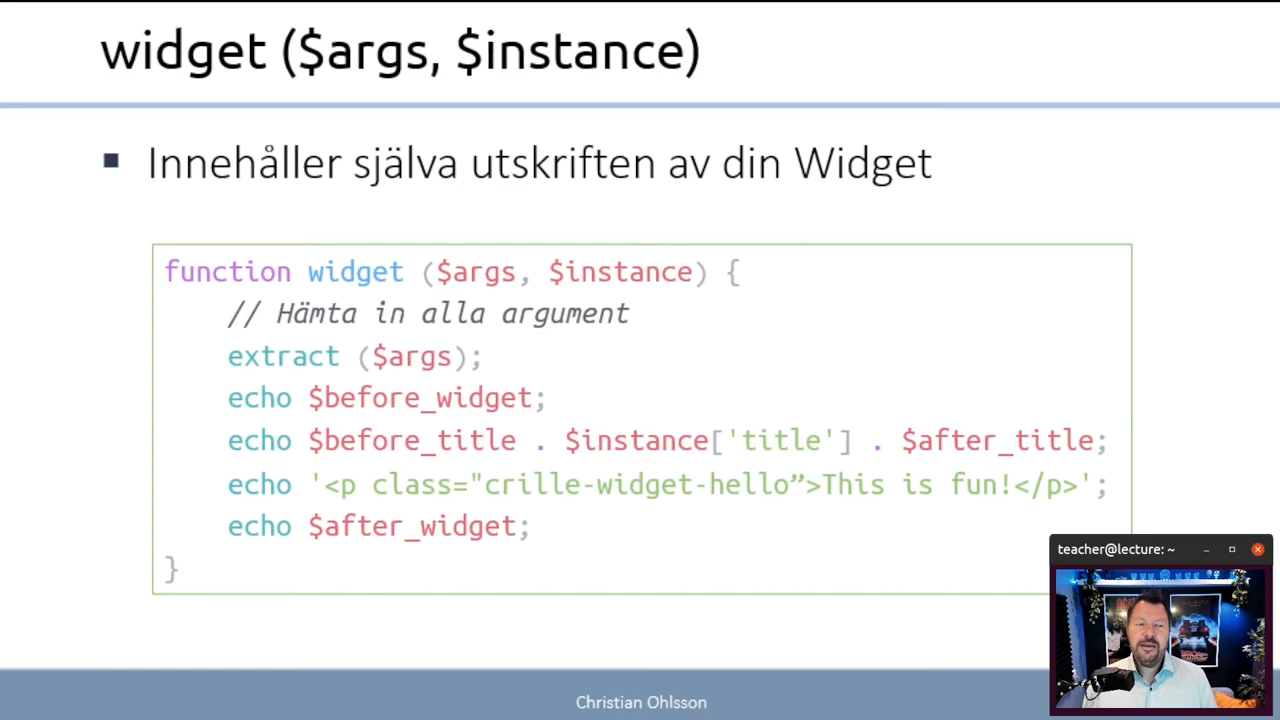 widget ($args, $instance)
▪ Innehåller själva utskriften av din Widget
function widget ($args, $instance) {
// Hämta in alla argument
extract ($args);
echo $before_widget;
echo $before_title . $instance['title'] . $after_title;
echo '<p class="crille-widget-hello”>This is fun!</p>';
echo $after_widget;
}
teacher@lecture: ~
Christian Ohlsson